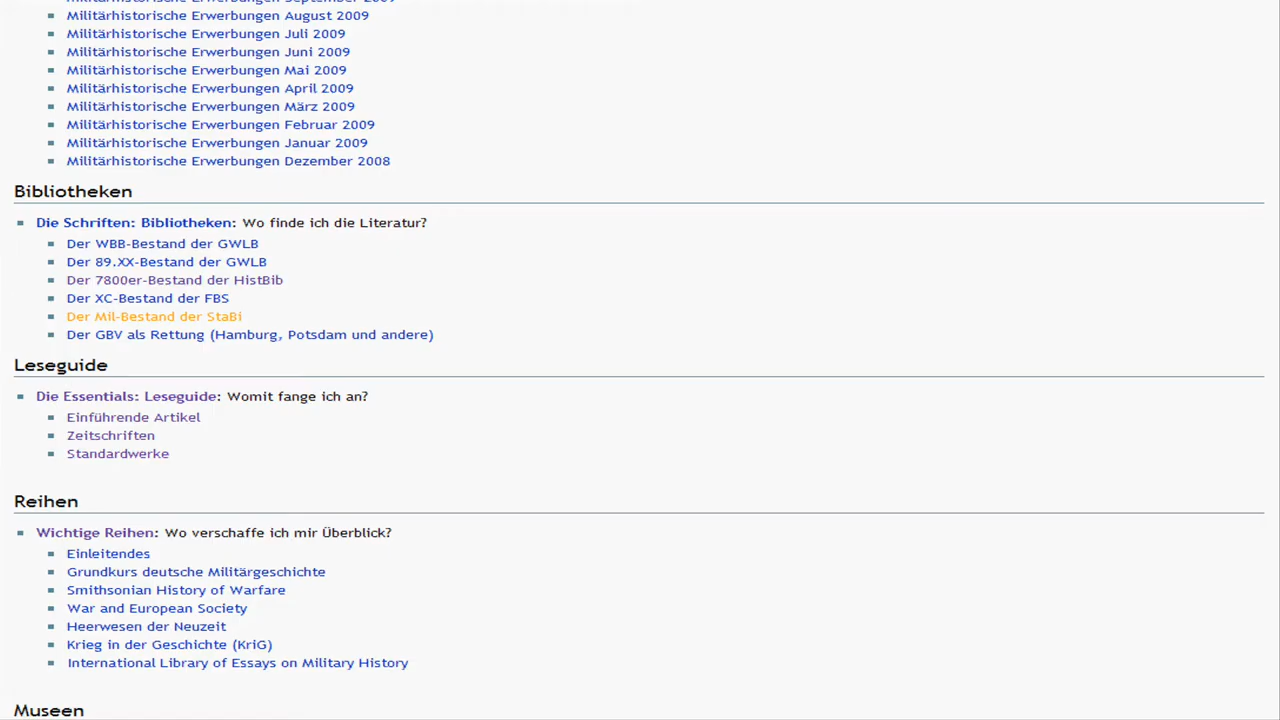 Militärhistorische Erwerbungen September 2009
Militärhistorische Erwerbungen August 2009
Militärhistorische Erwerbungen Juli 2009
Militärhistorische Erwerbungen Juni 2009
Militärhistorische Erwerbungen Mai 2009
Militärhistorische Erwerbungen April 2009
Militärhistorische Erwerbungen März 2009
Militärhistorische Erwerbungen Februar 2009
Militärhistorische Erwerbungen Januar 2009
Militärhistorische Erwerbungen Dezember 2008
Bibliotheken
Die Schriften: Bibliotheken: Wo finde ich die Literatur?
Der WBB-Bestand der GWLB
Der 89.XX-Bestand der GWLB
Der 7800er-Bestand der HistBib
Der XC-Bestand der FBS
Der Mil-Bestand der StaBi
Der GBV als Rettung (Hamburg, Potsdam und andere)
Leseguide
Die Essentials: Leseguide: Womit fange ich an?
Einführende Artikel
Zeitschriften
Standardwerke
Reihen
Wichtige Reihen: Wo verschaffe ich mir Überblick?
Einleitendes
Grundkurs deutsche Militärgeschichte
Smithsonian History of Warfare
War and European Society
Heerwesen der Neuzeit
Krieg in der Geschichte (KriG)
International Library of Essays on Military History
Museen